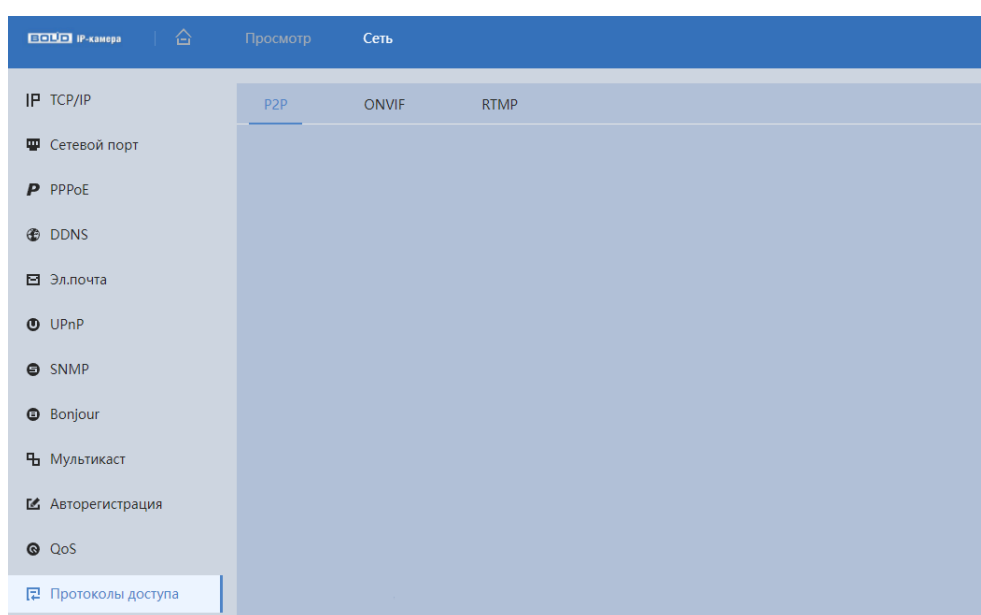 BOLID IP-камера Просмотр Сеть
TCP/IP
Сетевой порт
PPPoE
DDNS
Эл.почта
UPnP
SNMP
Bonjour
Мультикаст
Авторегистрация
QoS
Протоколы доступа
P2P ONVIF RTMP